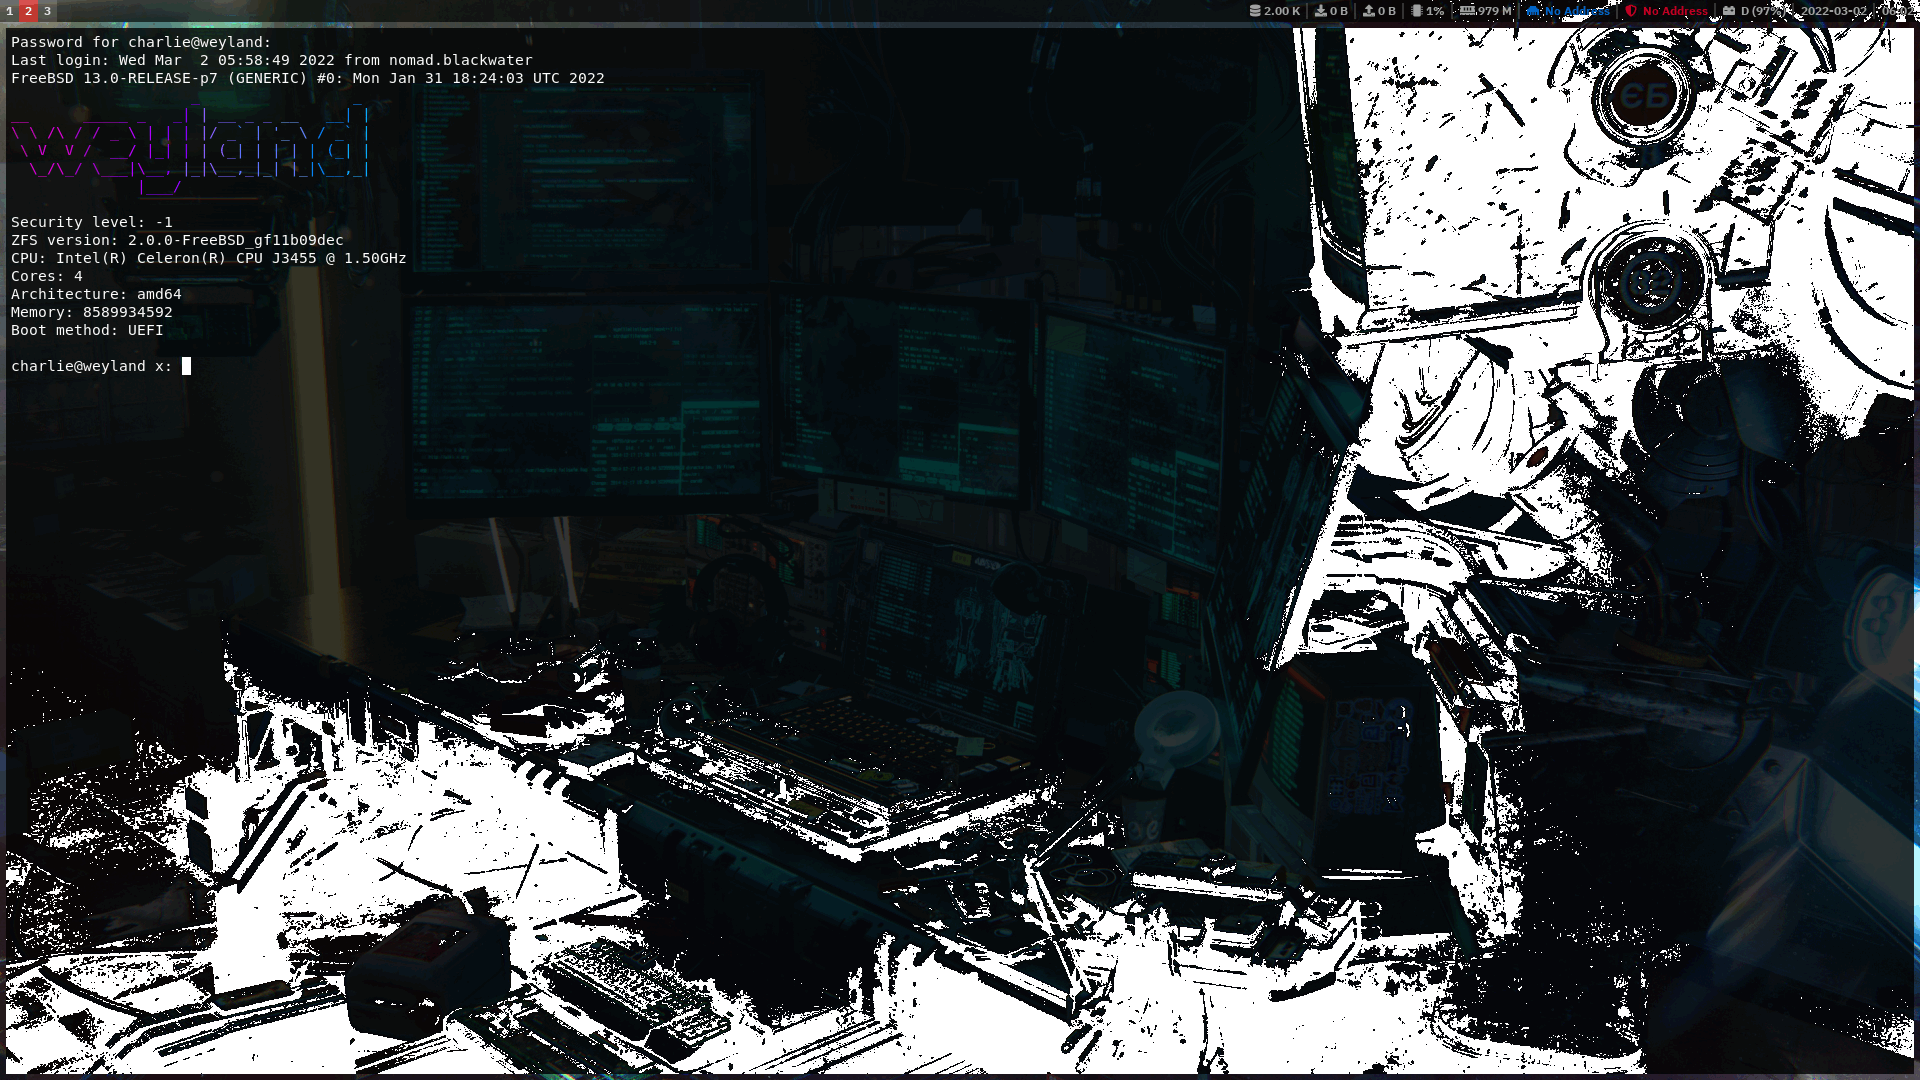 1 2 3 2.00 K | 0 B | 0 B | 1% | 979 M | No Address | No Address | D (97%) | 2022-03-02 |
Password for charlie@weyland:
Last login: Wed Mar  2 05:58:49 2022 from nomad.blackwater
FreeBSD 13.0-RELEASE-p7 (GENERIC) #0: Mon Jan 31 18:24:03 UTC 2022
weyland
Security level: -1
ZFS version: 2.0.0-FreeBSD_gf11b09dec
CPU: Intel(R) Celeron(R) CPU J3455 @ 1.50GHz
Cores: 4
Architecture: amd64
Memory: 8589934592
Boot method: UEFI
charlie@weyland x:
ЄБ
62